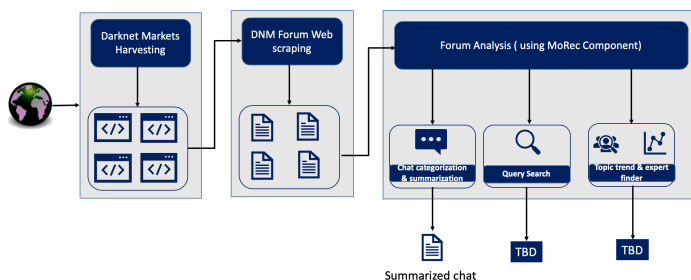 Darknet Markets
Harvesting
DNM Forum Web
scraping
Forum Analysis ( using MoRec Component)
</>
</>
</>
</>
Chat categorization
& summarization
Query Search
Topic trend & expert
finder
TBD
TBD
Summarized chat